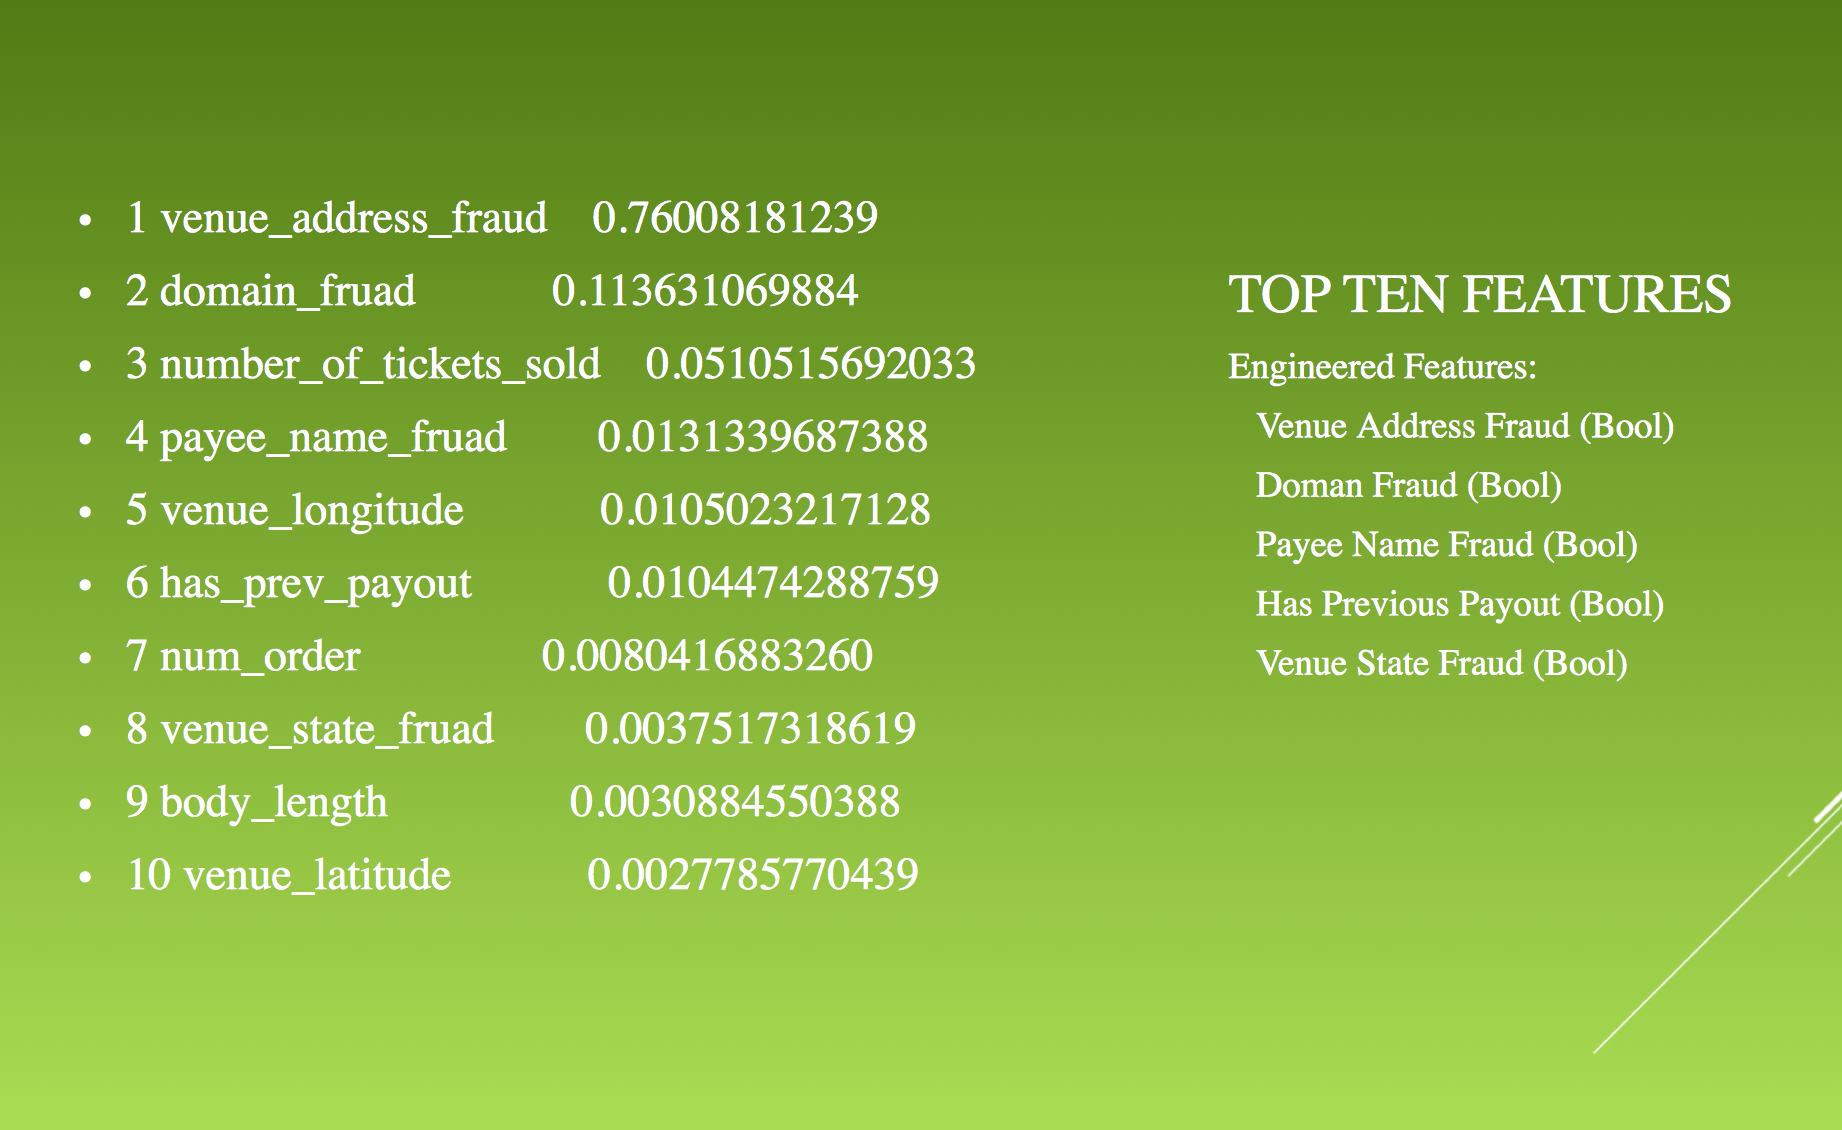 • 1 venue_address_fraud 0.76008181239
• 2 domain_fruad 0.113631069884
• 3 number_of_tickets_sold 0.0510515692033
• 4 payee_name_fruad 0.0131339687388
• 5 venue_longitude 0.0105023217128
• 6 has_prev_payout 0.0104474288759
• 7 num_order 0.0080416883260
• 8 venue_state_fruad 0.0037517318619
• 9 body_length 0.0030884550388
• 10 venue_latitude 0.0027785770439
TOP TEN FEATURES
Engineered Features:
Venue Address Fraud (Bool)
Doman Fraud (Bool)
Payee Name Fraud (Bool)
Has Previous Payout (Bool)
Venue State Fraud (Bool)